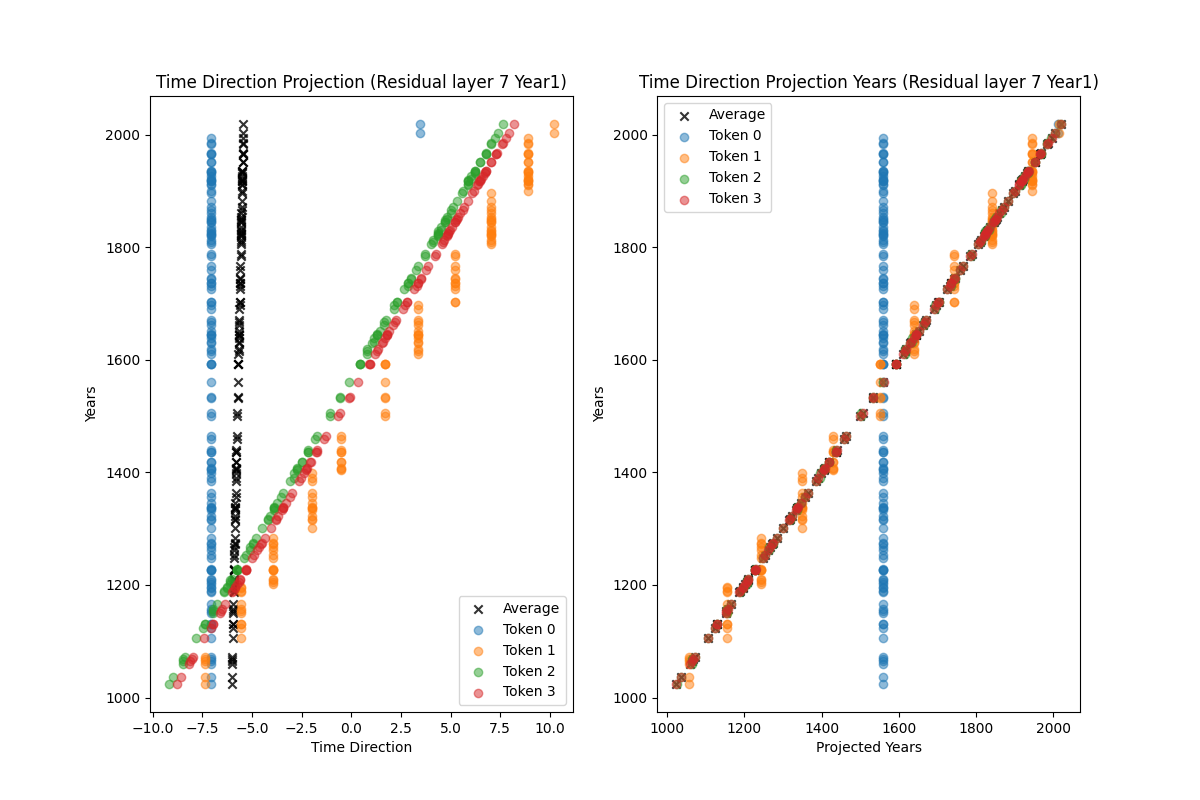 Time Direction Projection (Residual layer 7 Year1)
2000
1800
1600
1400
1200
1000
Years
−10.0 −7.5 −5.0 −2.5 0.0 2.5 5.0 7.5 10.0
Time Direction
Average
Token 0
Token 1
Token 2
Token 3
Time Direction Projection Years (Residual layer 7 Year1)
Average
Token 0
Token 1
Token 2
Token 3
2000
1800
1600
1400
1200
1000
Years
1000 1200 1400 1600 1800 2000
Projected Years